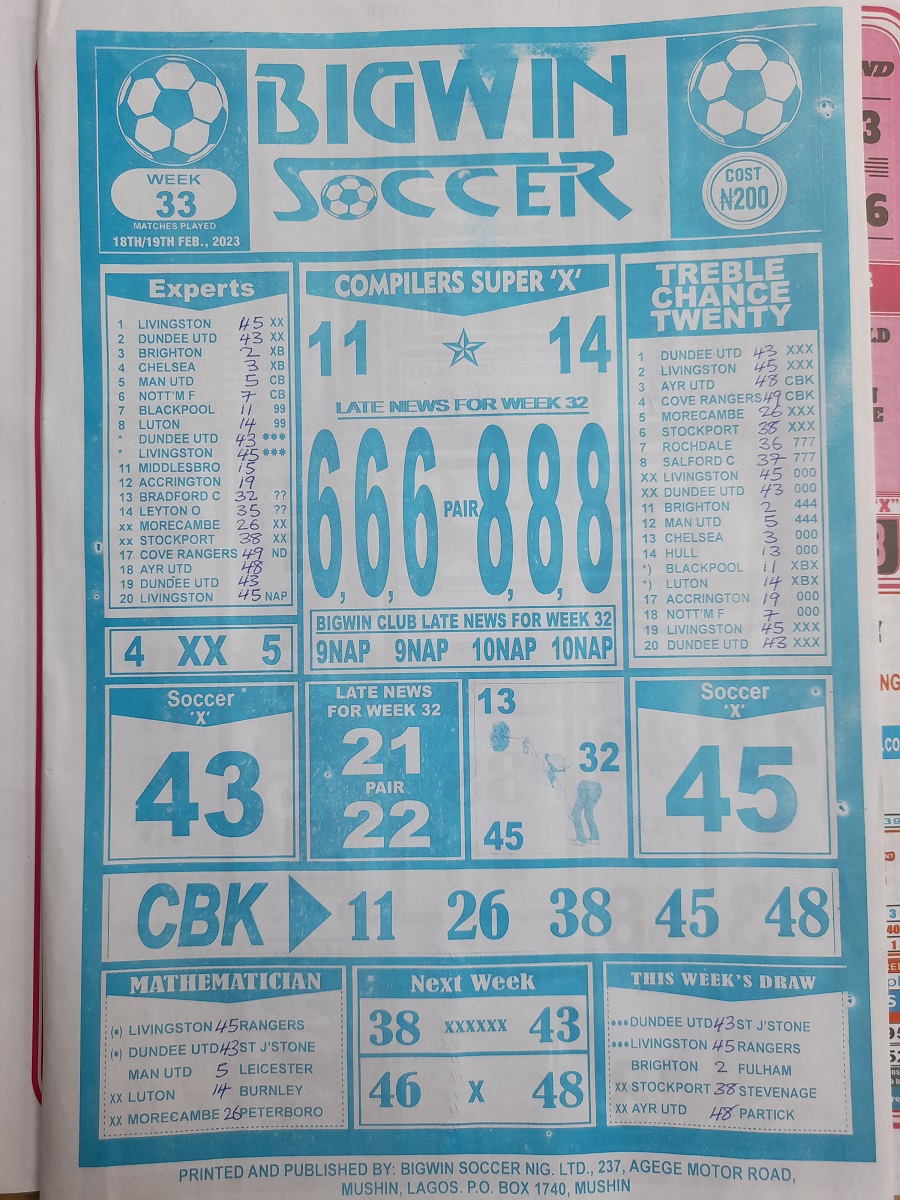 BIGWIN
SOCCER
WEEK
33
MATCHES PLAYED
18TH/19TH FEB., 2023
COST
₦200
Experts
1 LIVINGSTON 45 XX
2 DUNDEE UTD 43 XX
3 BRIGHTON 2 XB
4 CHELSEA 3 XB
5 MAN UTD 5 CB
6 NOTT'M F 7 CB
7 BLACKPOOL 11 99
8 LUTON 14 99
* DUNDEE UTD 43 ***
* LIVINGSTON 45 ***
11 MIDDLESBRO 15
12 ACCRINGTON 19
13 BRADFORD C 32 ??
14 LEYTON O 35 ??
xx MORECAMBE 26 XX
xx STOCKPORT 38 XX
17 COVE RANGERS 49 ND
18 AYR UTD 48
19 DUNDEE UTD 43
20 LIVINGSTON 45 NAP
4 XX 5
COMPILERS SUPER 'X'
11 14
LATE NEWS FOR WEEK 32
6,6,6 PAIR 8,8,8
BIGWIN CLUB LATE NEWS FOR WEEK 32
9NAP 9NAP 10NAP 10NAP
TREBLE
CHANCE
TWENTY
1 DUNDEE UTD 43 XXX
2 LIVINGSTON 45 XXX
3 AYR UTD 48 CBK
4 COVE RANGERS 49 CBK
5 MORECAMBE 26 XXX
6 STOCKPORT 38 XXX
7 ROCHDALE 36 777
8 SALFORD C 37 777
XX LIVINGSTON 45 000
XX DUNDEE UTD 43 000
11 BRIGHTON 2 444
12 MAN UTD 5 444
13 CHELSEA 3 000
14 HULL 13 000
*) BLACKPOOL 11 XBX
*) LUTON 14 XBX
17 ACCRINGTON 19 000
18 NOTT'M F 7 000
19 LIVINGSTON 45 XXX
20 DUNDEE UTD 43 XXX
Soccer
'X'
43
LATE NEWS
FOR WEEK 32
21
PAIR
22
13
32
45
Soccer
'X'
45
CBK 11 26 38 45 48
MATHEMATICIAN
(•) LIVINGSTON 45 RANGERS
(•) DUNDEE UTD 43 ST J'STONE
MAN UTD 5 LEICESTER
XX LUTON 14 BURNLEY
XX MORECAMBE 26 PETERBORO
Next Week
38 XXXXXX 43
46 X 48
THIS WEEK'S DRAW
•••DUNDEE UTD 43 ST J'STONE
•••LIVINGSTON 45 RANGERS
BRIGHTON 2 FULHAM
XX STOCKPORT 38 STEVENAGE
XX AYR UTD 48 PARTICK
PRINTED AND PUBLISHED BY: BIGWIN SOCCER NIG. LTD., 237, AGEGE MOTOR ROAD,
MUSHIN, LAGOS. P.O. BOX 1740, MUSHIN